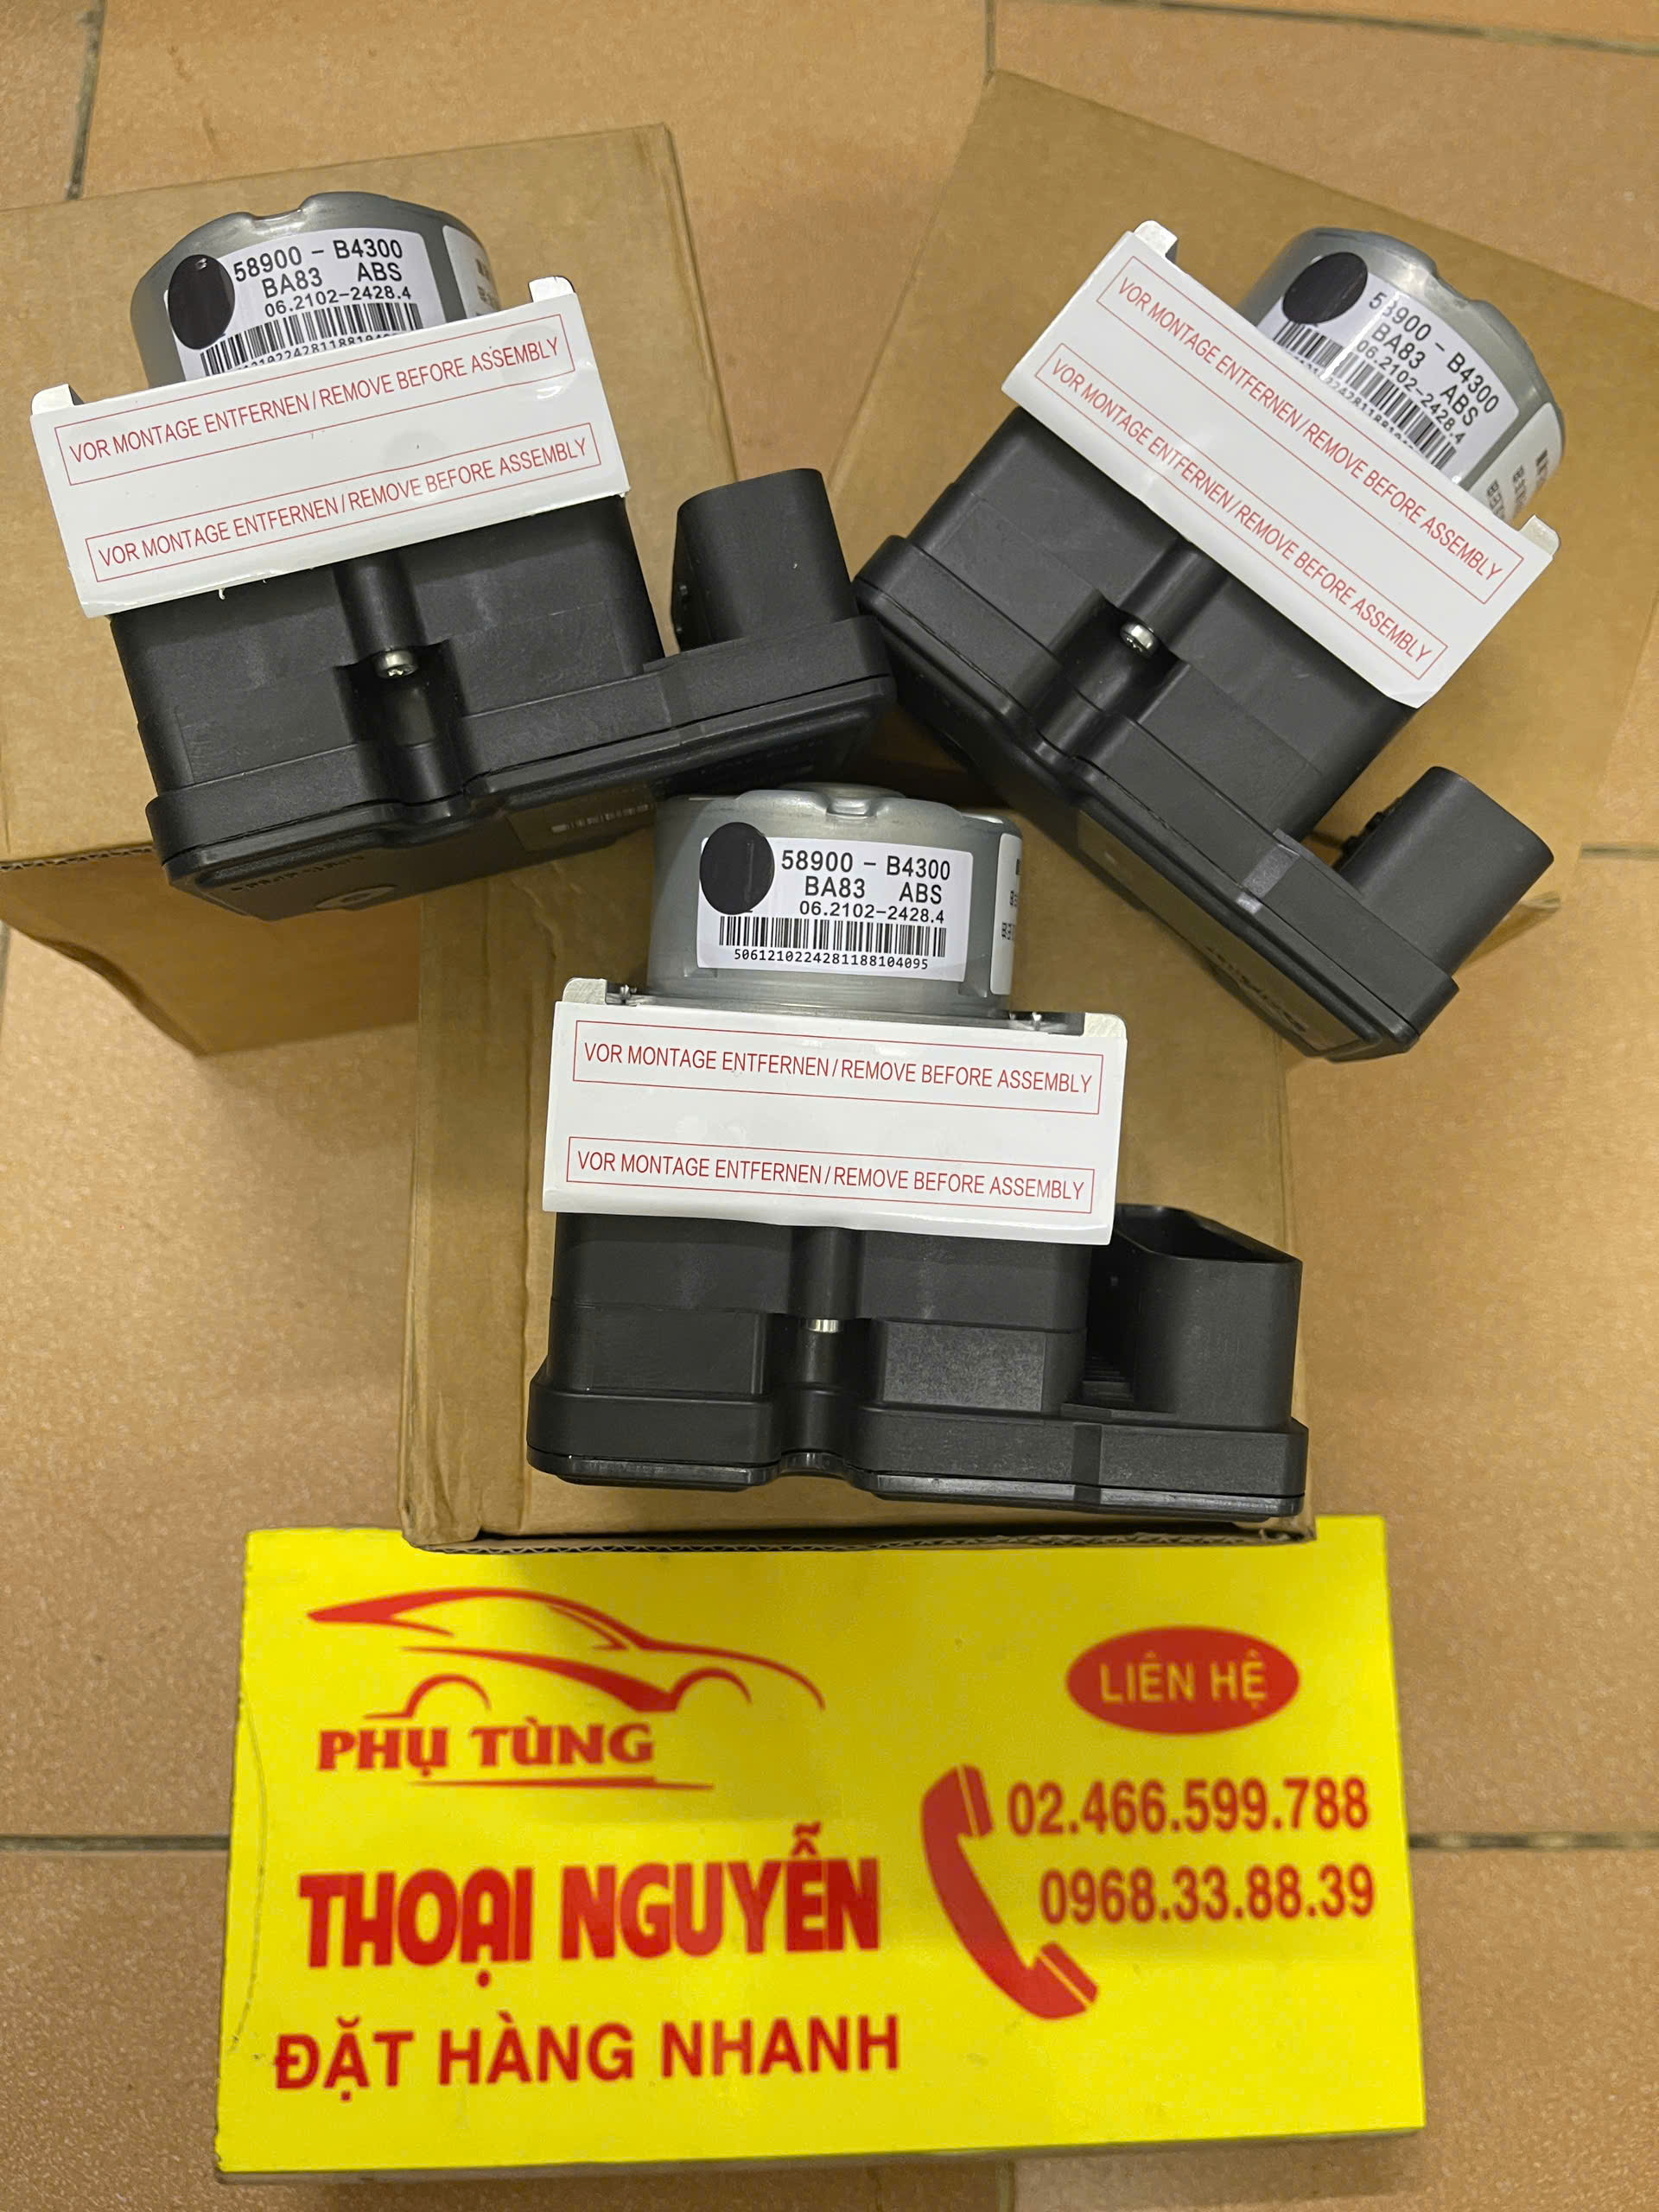 58900 - B4300
BA83 ABS
06.2102-2428.4
VOR MONTAGE ENTFERNEN / REMOVE BEFORE ASSEMBLY
VOR MONTAGE ENTFERNEN / REMOVE BEFORE ASSEMBLY
58900 - B4300
BA83 ABS
06.2102-2428.4
VOR MONTAGE ENTFERNEN / REMOVE BEFORE ASSEMBLY
VOR MONTAGE ENTFERNEN / REMOVE BEFORE ASSEMBLY
58900 - B4300
BA83 ABS
06.2102-2428.4
5061210224281188104095
VOR MONTAGE ENTFERNEN / REMOVE BEFORE ASSEMBLY
VOR MONTAGE ENTFERNEN / REMOVE BEFORE ASSEMBLY
PHỤ TÙNG
THOẠI NGUYỄN
ĐẶT HÀNG NHANH
LIÊN HỆ
02.466.599.788
0968.33.88.39